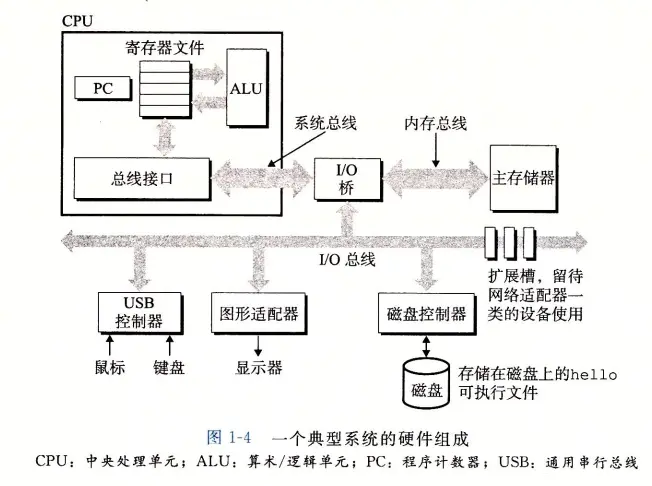 CPU
寄存器文件
PC
ALU
系统总线
内存总线
总线接口
I/O
桥
主存储器
I/O 总线
扩展槽，留待
网络适配器一
类的设备使用
USB
控制器
图形适配器
磁盘控制器
鼠标
键盘
显示器
磁盘
存储在磁盘上的hello
可执行文件
图 1-4 一个典型系统的硬件组成
CPU：中央处理单元；ALU：算术/逻辑单元；PC：程序计数器；USB：通用串行总线